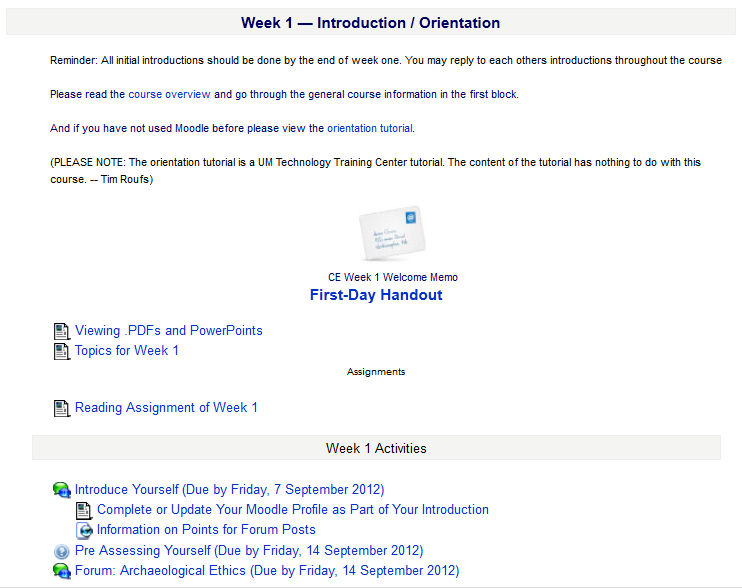 Week 1 — Introduction / Orientation
Reminder: All initial introductions should be done by the end of week one. You may reply to each others introductions throughout the course
Please read the course overview and go through the general course information in the first block.
And if you have not used Moodle before please view the orientation tutorial.
(PLEASE NOTE: The orientation tutorial is a UM Technology Training Center tutorial. The content of the tutorial has nothing to do with this
course. -- Tim Roufs)
CE Week 1 Welcome Memo
First-Day Handout
Viewing .PDFs and PowerPoints
Topics for Week 1
Assignments
Reading Assignment of Week 1
Week 1 Activities
Introduce Yourself (Due by Friday, 7 September 2012)
Complete or Update Your Moodle Profile as Part of Your Introduction
Information on Points for Forum Posts
Pre Assessing Yourself (Due by Friday, 14 September 2012)
Forum: Archaeological Ethics (Due by Friday, 14 September 2012)